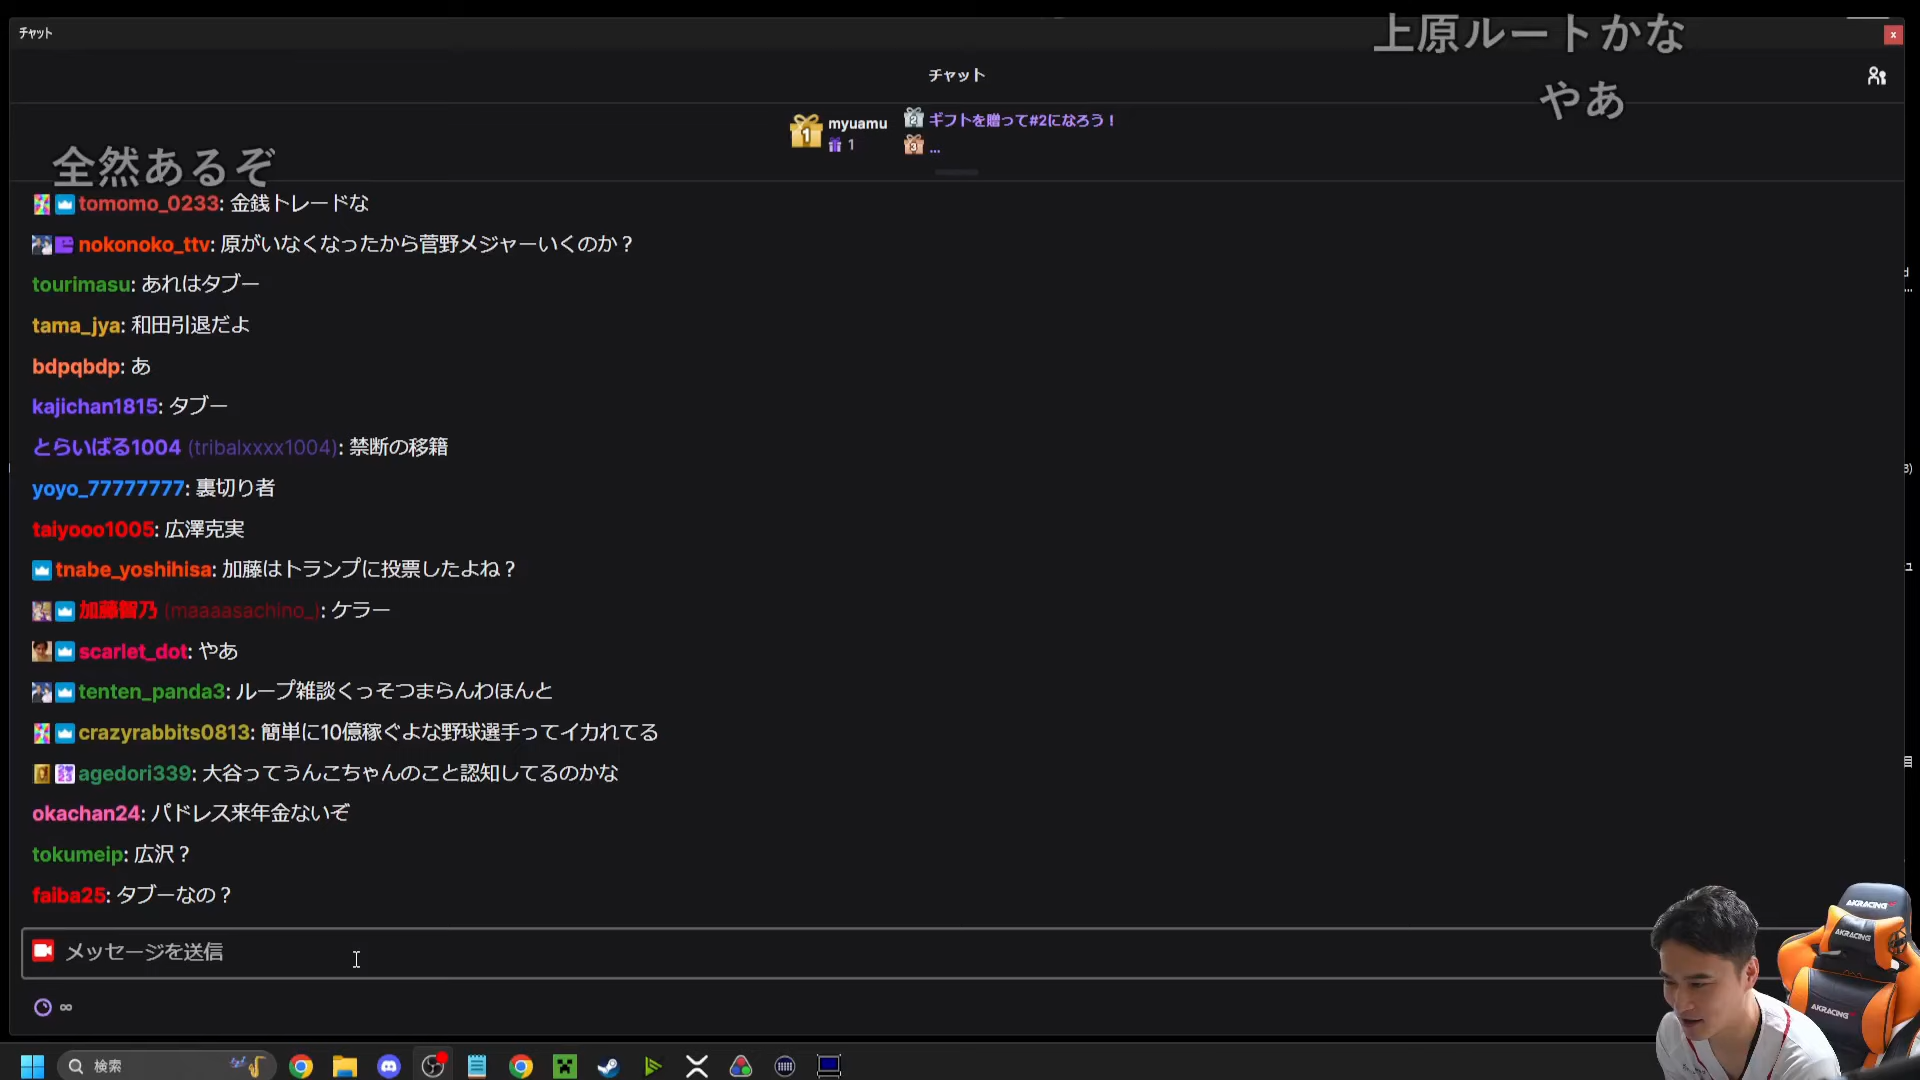 チャット
上原ルートかな
チャット
やあ
myuamu
1
2 ギフトを贈って#2になろう！
1
3 ...
全然あるぞ
tomomo_0233: 金銭トレードな
nokonoko_ttv: 原がいなくなったから菅野メジャーいくのか？
tourimasu: あれはタブー
tama_jya: 和田引退だよ
bdpqbdp: あ
kajichan1815: タブー
とらいばる1004 (tribalxxxx1004): 禁断の移籍
yoyo_77777777: 裏切り者
taiyooo1005: 広澤克実
tnabe_yoshihisa: 加藤はトランプに投票したよね？
加藤智乃 (maaaasachino_): ケラー
scarlet_dot: やあ
tenten_panda3: ループ雑談くっそつまらんわほんと
crazyrabbits0813: 簡単に10億稼ぐよな野球選手ってイカれてる
agedori339: 大谷ってうんこちゃんのこと認知してるのかな
okachan24: パドレス来年金ないぞ
tokumeip: 広沢？
faiba25: タブーなの？
メッセージを送信
∞
検索
AKRACING
AKRACING
AKRACING